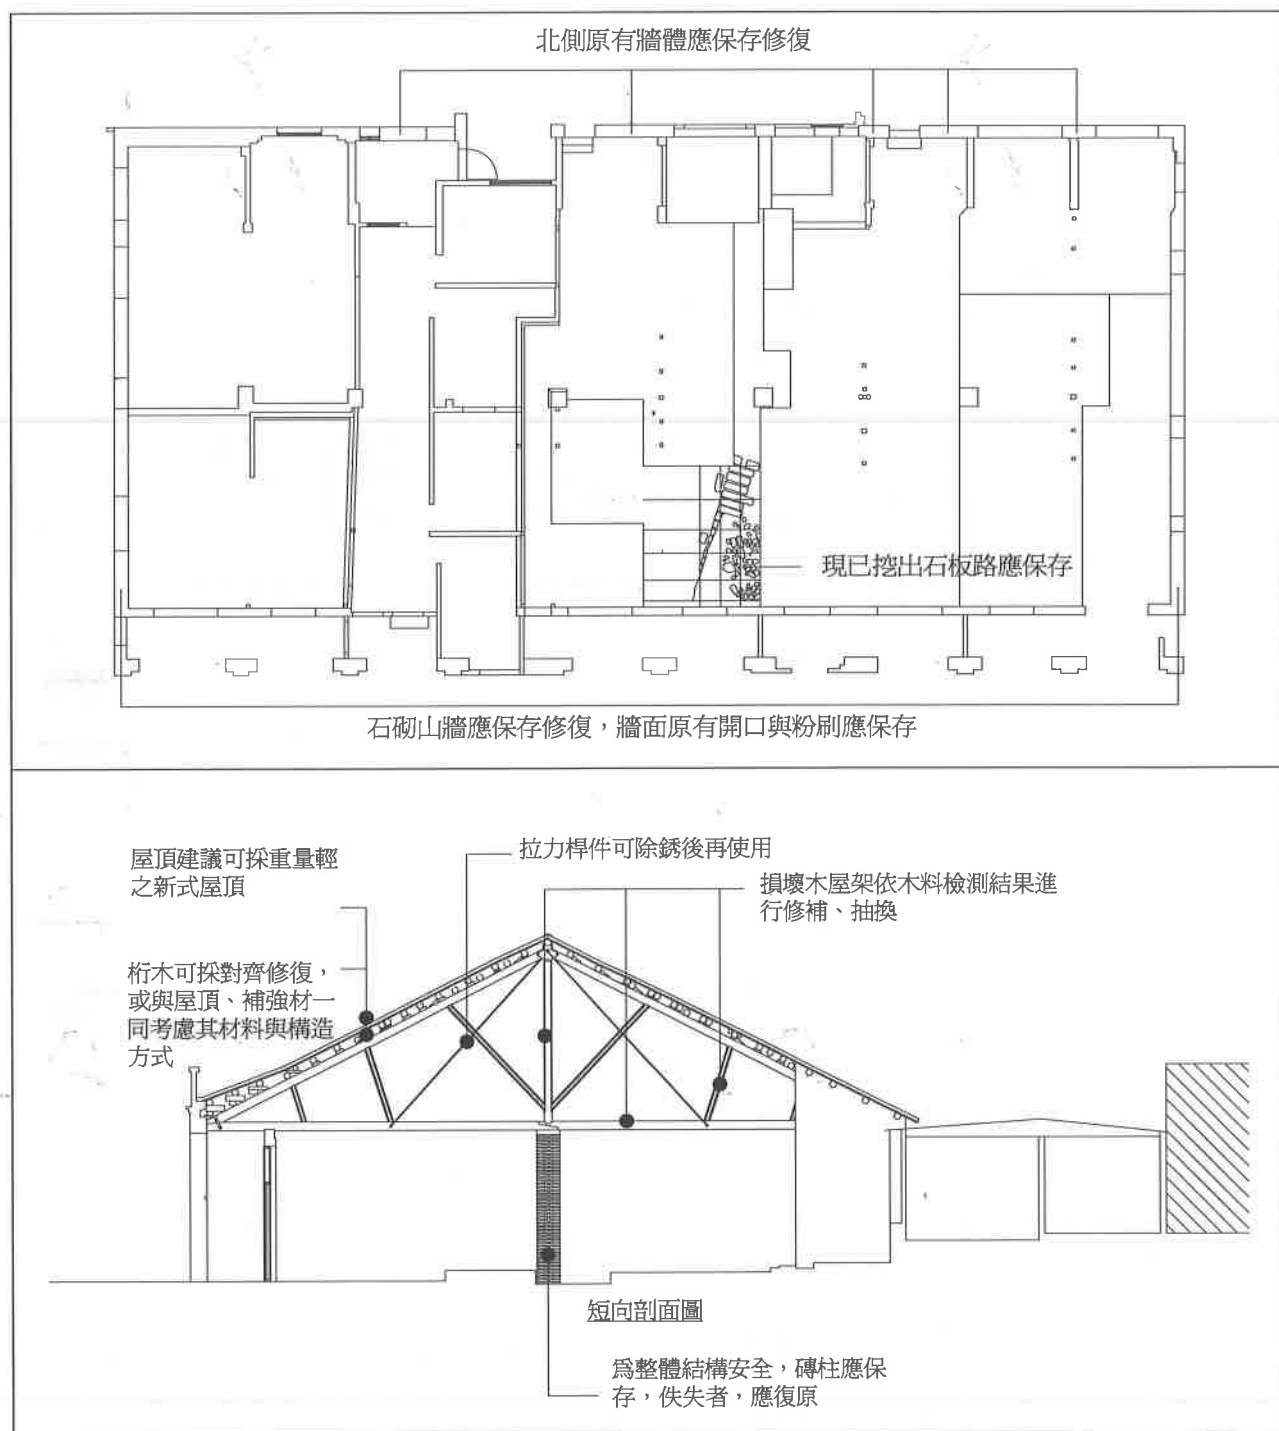 北側原有牆體應保存修復
現已挖出石板路應保存
石砌山牆應保存修復，牆面原有開口與粉刷應保存
屋頂建議可採重量輕
之新式屋頂
拉力桿件可除銹後再使用
損壞木屋架依木料檢測結果進
行修補、抽換
桁木可採對齊修復，
或與屋頂、補強材一
同考慮其材料與構造
方式
短向剖面圖
爲整體結構安全，磚柱應保
存，佚失者，應復原